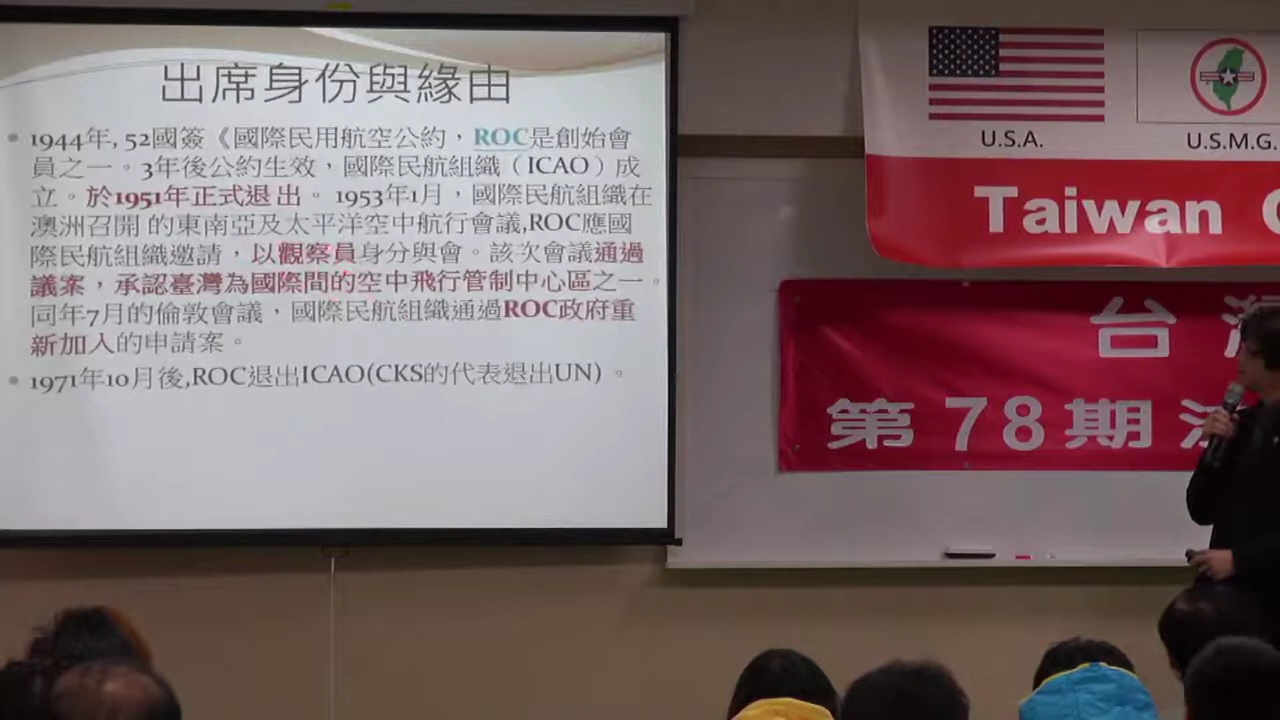 出席身份與緣由
• 1944年, 52國簽《國際民用航空公約，ROC是創始會
員之一。3年後公約生效，國際民航組織（ICAO）成
立。於1951年正式退出。 1953年1月，國際民航組織在
澳洲召開 的東南亞及太平洋空中航行會議,ROC應國
際民航組織邀請，以觀察員身分與會。該次會議通過
議案，承認臺灣為國際間的空中飛行管制中心區之一。
同年7月的倫敦會議，國際民航組織通過ROC政府重
新加入的申請案。
• 1971年10月後,ROC退出ICAO(CKS的代表退出UN) 。
U.S.A.
U.S.M.G.
Taiwan
台
第78期